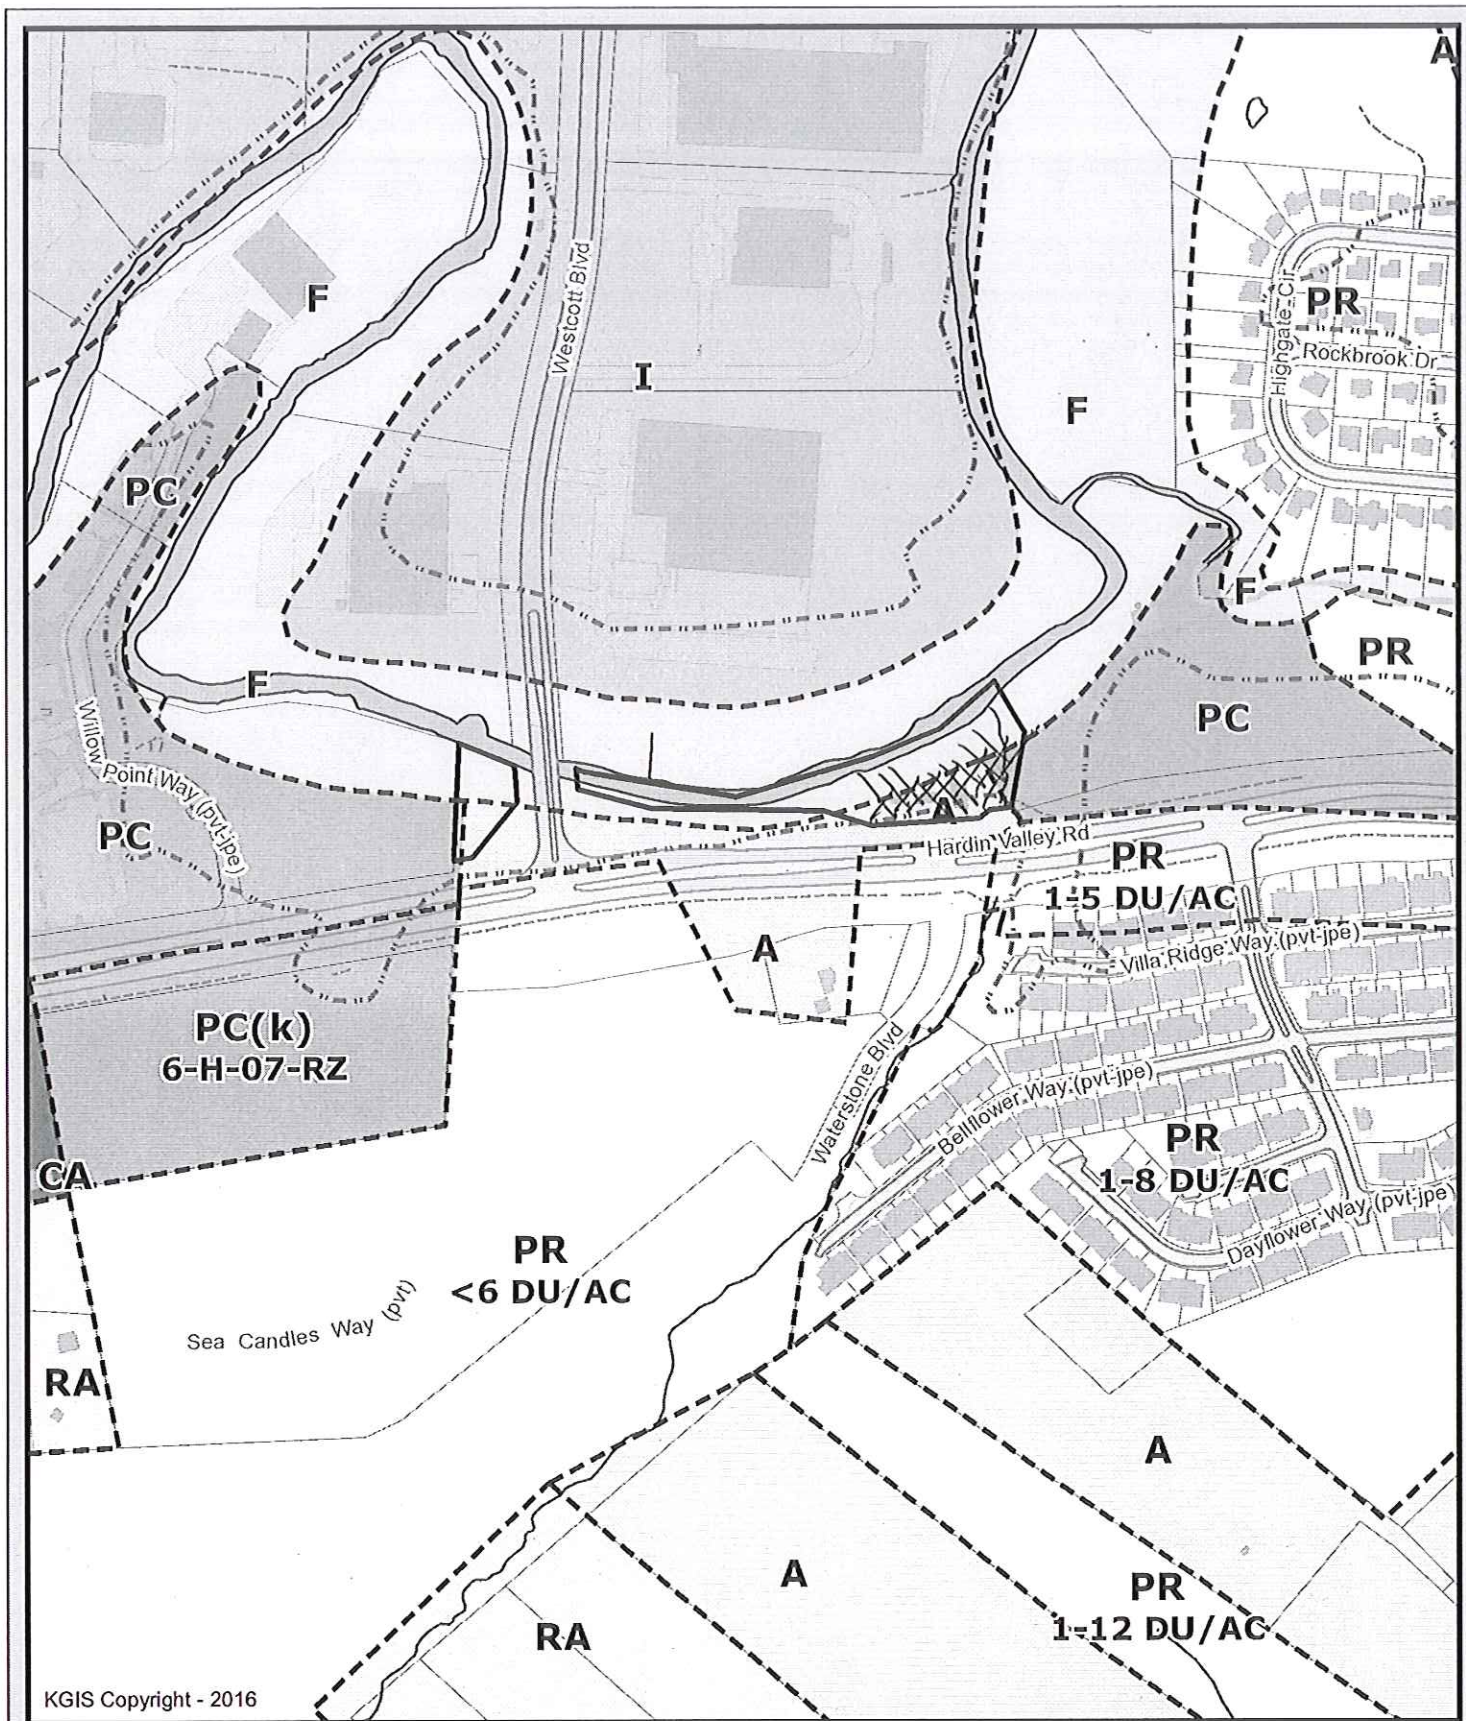 A
Westcott Blvd
F
I
Highgate Cir
PR
Rockbrook Dr
F
PC
F
PR
F
PC
Willow Point Way (pvt-jpe)
PC
A
Hardin Valley Rd
PR
1-5 DU/AC
A
Villa Ridge Way (pvt-jpe)
PC(k)
6-H-07-RZ
Waterstone Blvd
Bellflower Way (pvt-jpe)
PR
1-8 DU/AC
CA
Dayflower Way (pvt-jpe)
PR
<6 DU/AC
Sea Candles Way (pvt)
RA
A
A
PR
1-12 DU/AC
RA
KGIS Copyright - 2016